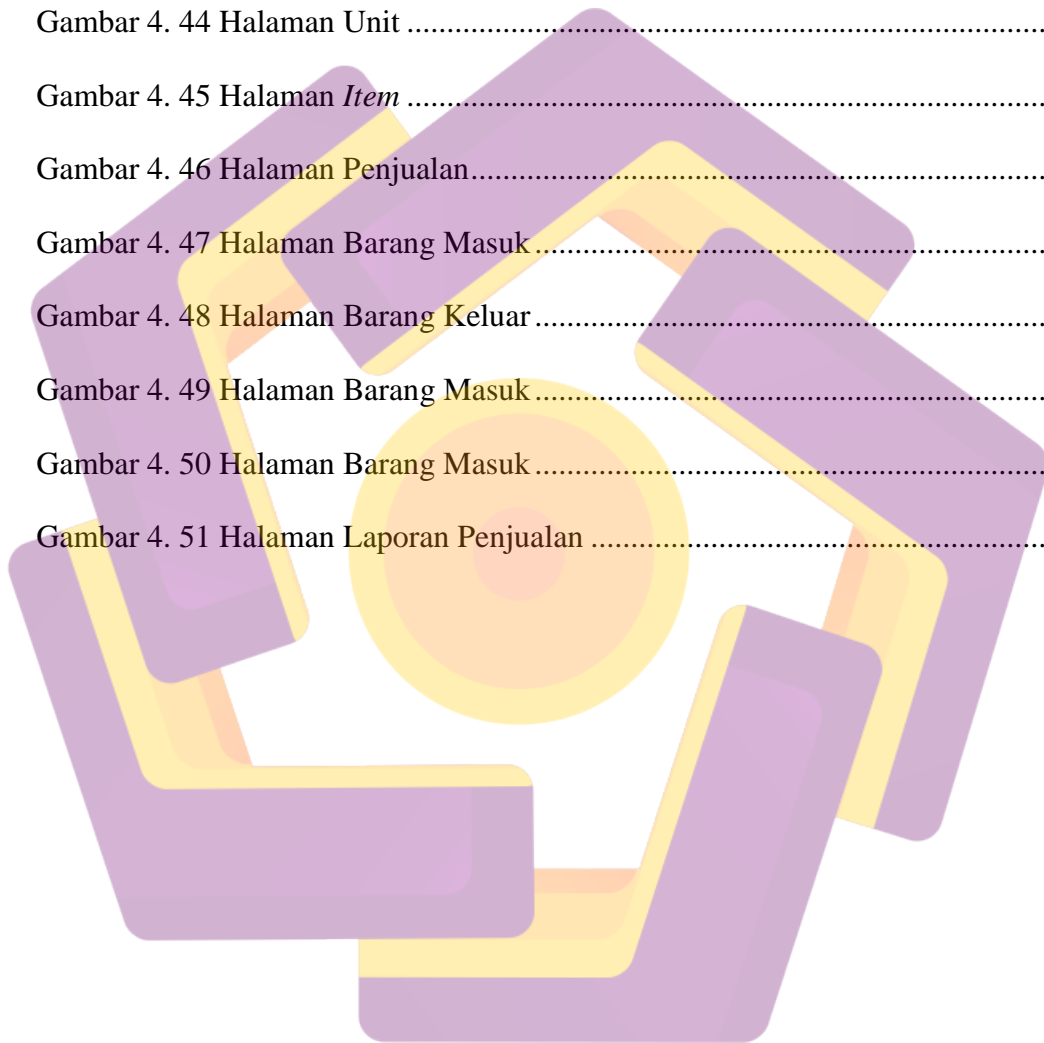 Gambar 4. 44 Halaman Unit ................................................................................
Gambar 4. 45 Halaman Item ................................................................................
Gambar 4. 46 Halaman Penjualan........................................................................
Gambar 4. 47 Halaman Barang Masuk ................................................................
Gambar 4. 48 Halaman Barang Keluar ................................................................
Gambar 4. 49 Halaman Barang Masuk ................................................................
Gambar 4. 50 Halaman Barang Masuk ................................................................
Gambar 4. 51 Halaman Laporan Penjualan .........................................................